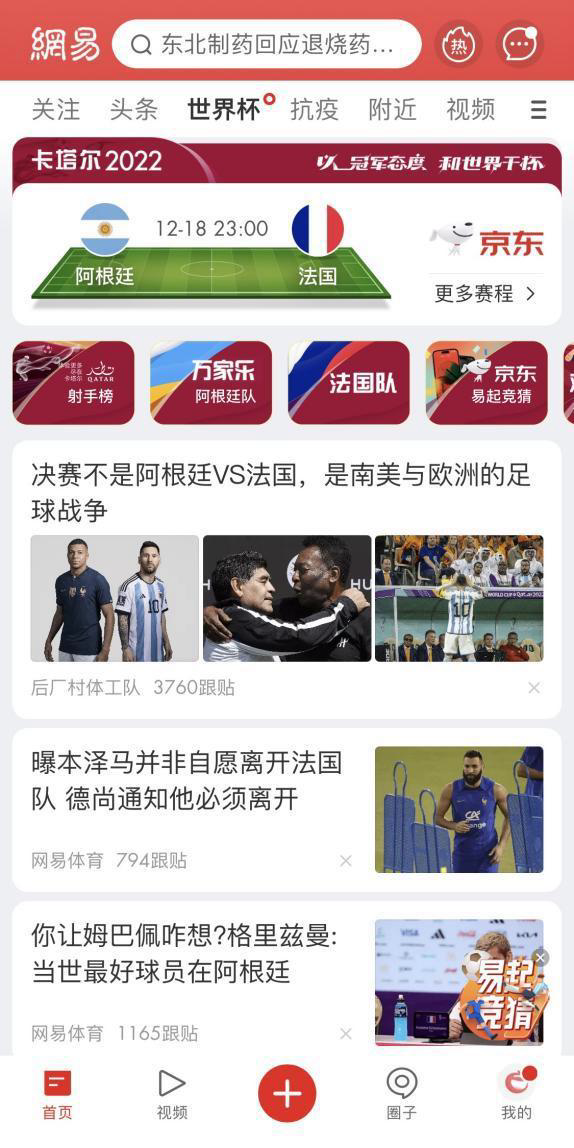 網易
东北制药回应退烧药...
热
关注 头条 世界杯 抗疫 附近 视频
卡塔尔2022
以冠军态度 和世界干杯
12-18 23:00
阿根廷
法国
京东
更多赛程
QATAR
射手榜
万家乐
阿根廷队
法国队
京东
易起竞猜
决赛不是阿根廷VS法国，是南美与欧洲的足
球战争
10
HU
10
后厂村体工队 3760跟贴
曝本泽马并非自愿离开法国
队 德尚通知他必须离开
网易体育 794跟贴
你让姆巴佩咋想?格里兹曼:
当世最好球员在阿根廷
VISA
易起
竞猜
网易体育 1165跟贴
首页
视频
圈子
我的